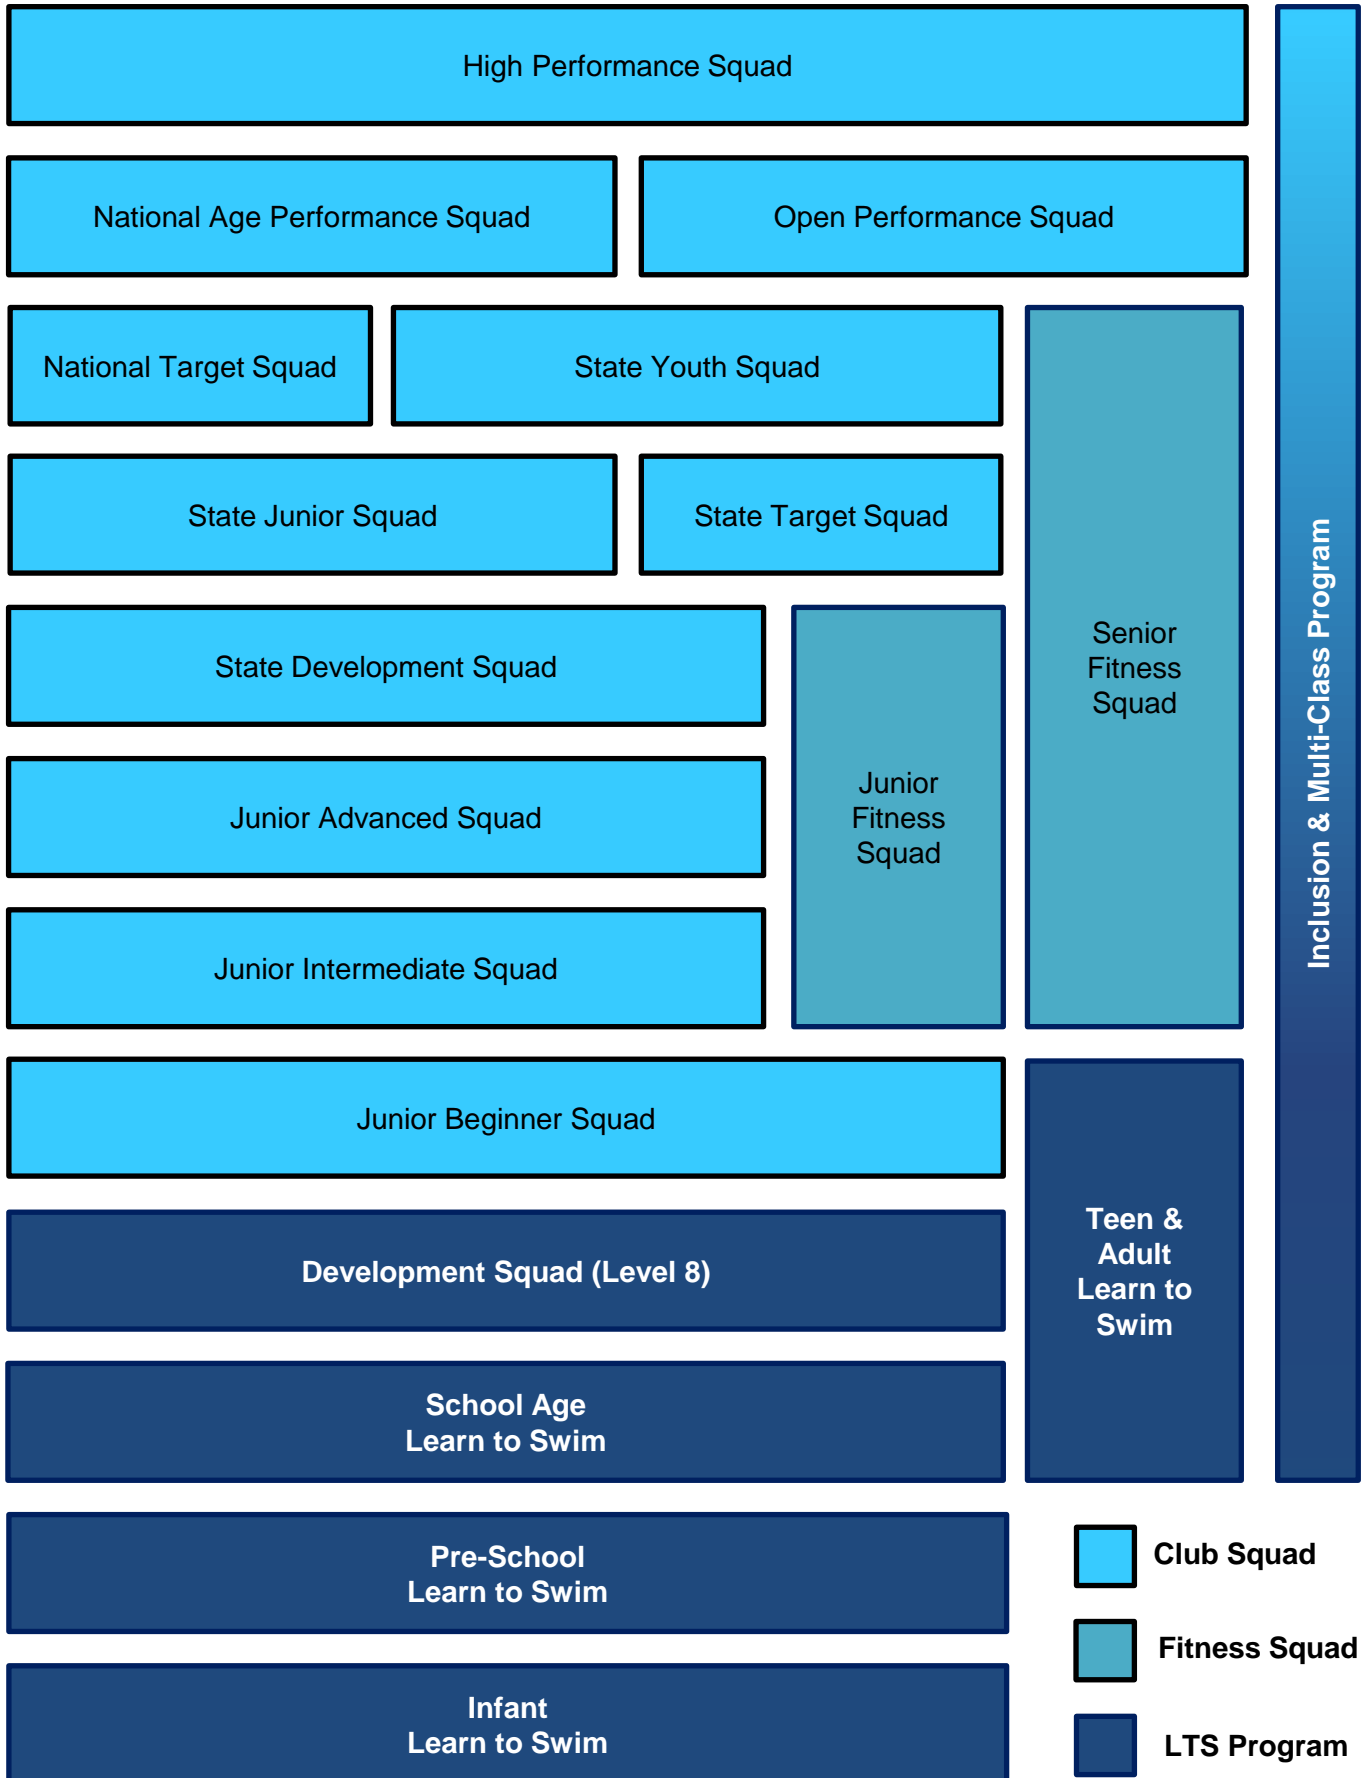 High Performance Squad
National Age Performance Squad
Open Performance Squad
National Target Squad
State Youth Squad
State Junior Squad
State Target Squad
State Development Squad
Junior Advanced Squad
Junior Intermediate Squad
Junior
Fitness
Squad
Senior
Fitness
Squad
Inclusion & Multi-Class Program
Junior Beginner Squad
Development Squad (Level 8)
Teen &
Adult
Learn to
Swim
School Age
Learn to Swim
Pre-School
Learn to Swim
Infant
Learn to Swim
Club Squad
Fitness Squad
LTS Program